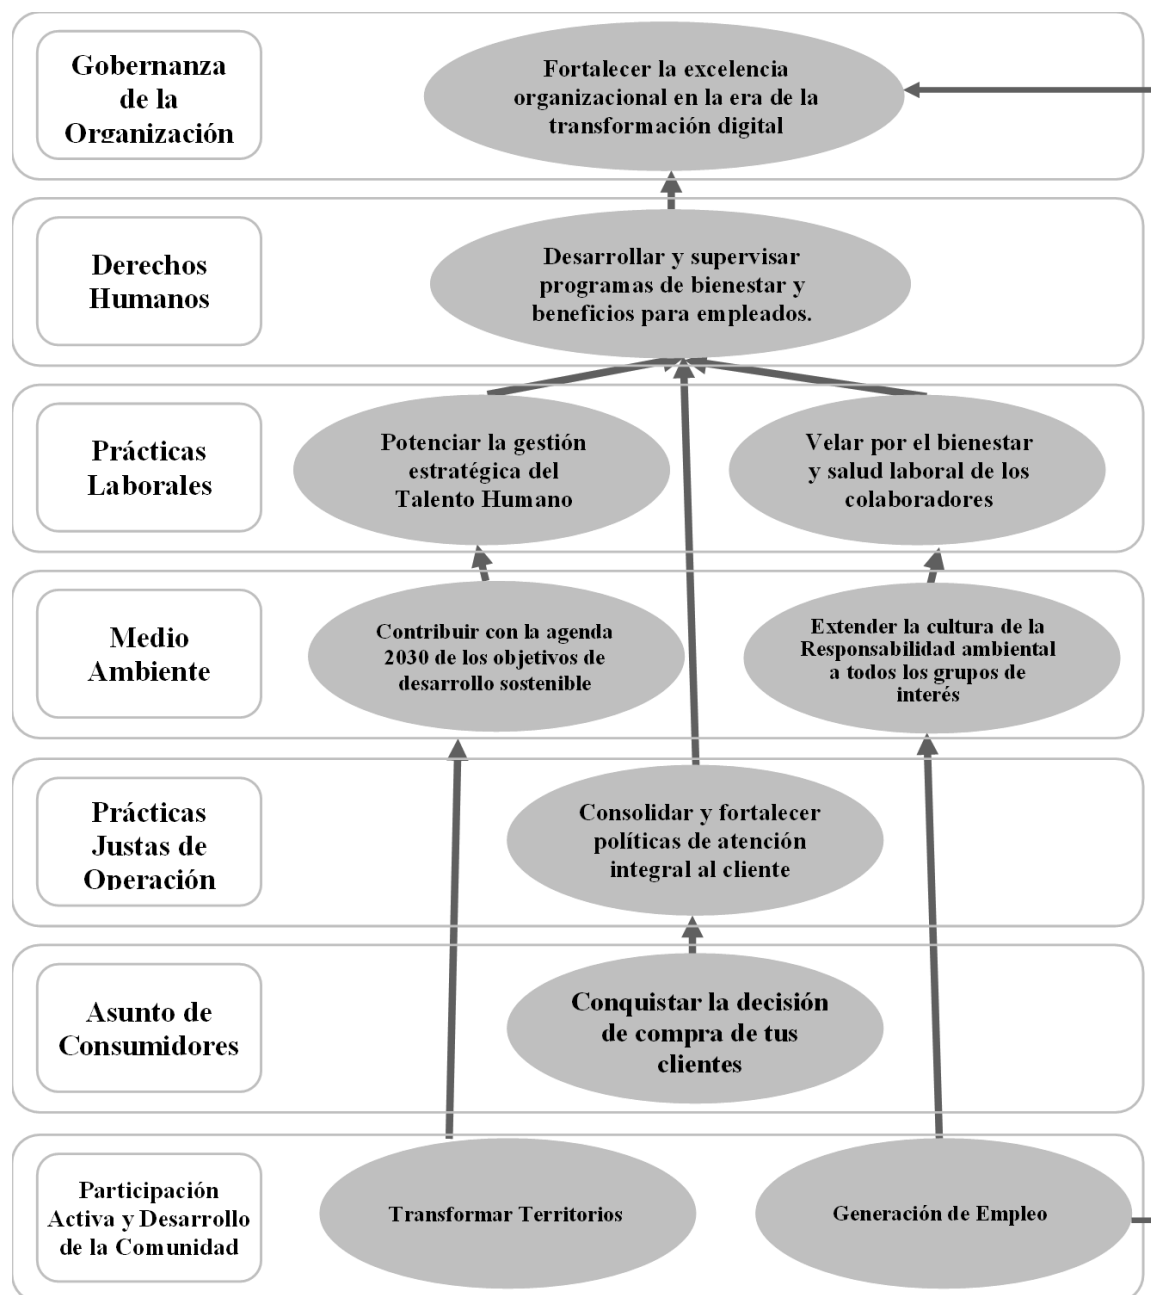 Gobernanza
de la
Organización
Fortalecer la excelencia
organizacional en la era de la
transformación digital
Derechos
Humanos
Desarrollar y supervisar
programas de bienestar y
beneficios para empleados.
Prácticas
Laborales
Potenciar la gestión
estratégica del
Talento Humano
Velar por el bienestar
y salud laboral de los
colaboradores
Medio
Ambiente
Contribuir con la agenda
2030 de los objetivos de
desarrollo sostenible
Extender la cultura de la
Responsabilidad ambiental
a todos los grupos de
interés
Prácticas
Justas de
Operación
Consolidar y fortalecer
políticas de atención
integral al cliente
Asunto de
Consumidores
Conquistar la decisión
de compra de tus
clientes
Participación
Activa y Desarrollo
de la Comunidad
Transformar Territorios
Generación de Empleo